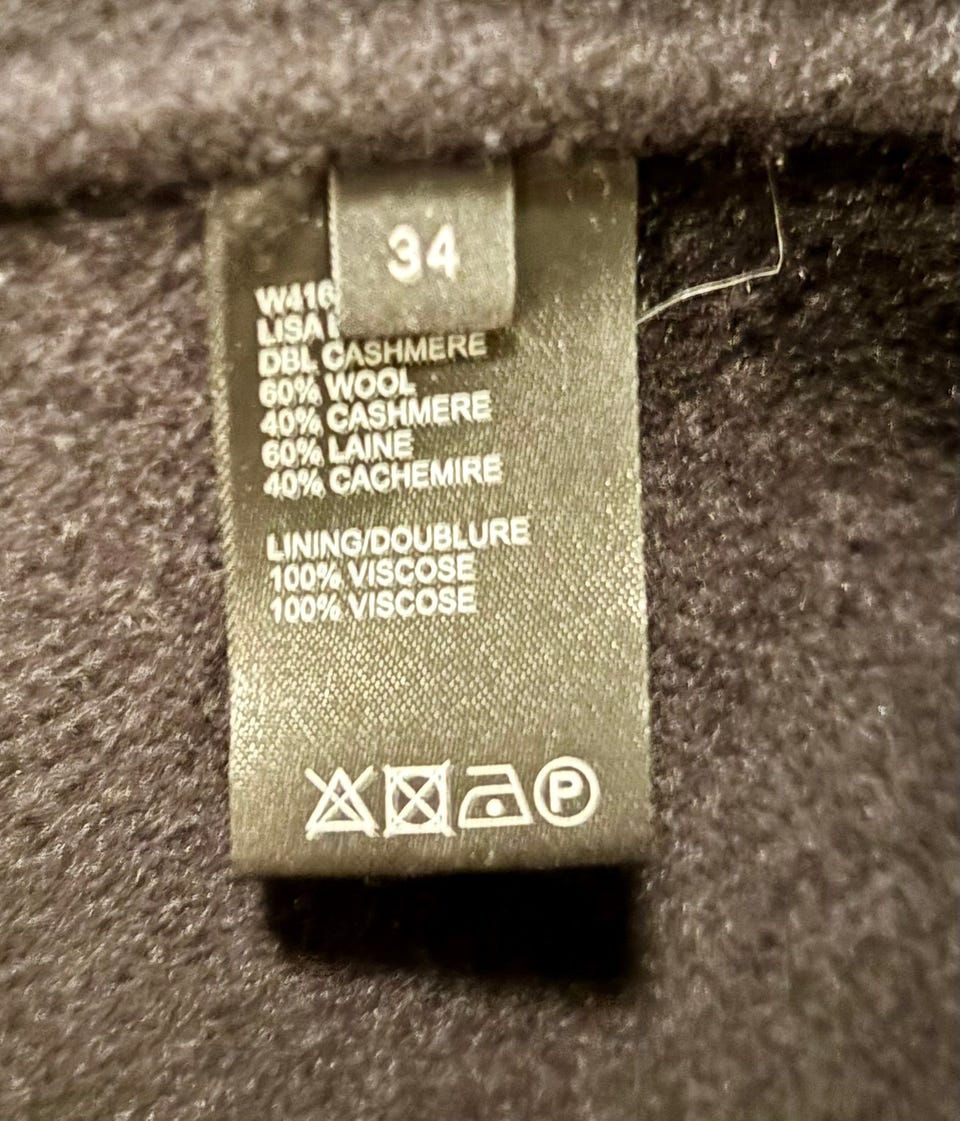 34
W416
LISA
DBL CASHMERE
60% WOOL
40% CASHMERE
60% LAINE
40% CACHEMIRE
LINING/DOUBLURE
100% VISCOSE
100% VISCOSE
P